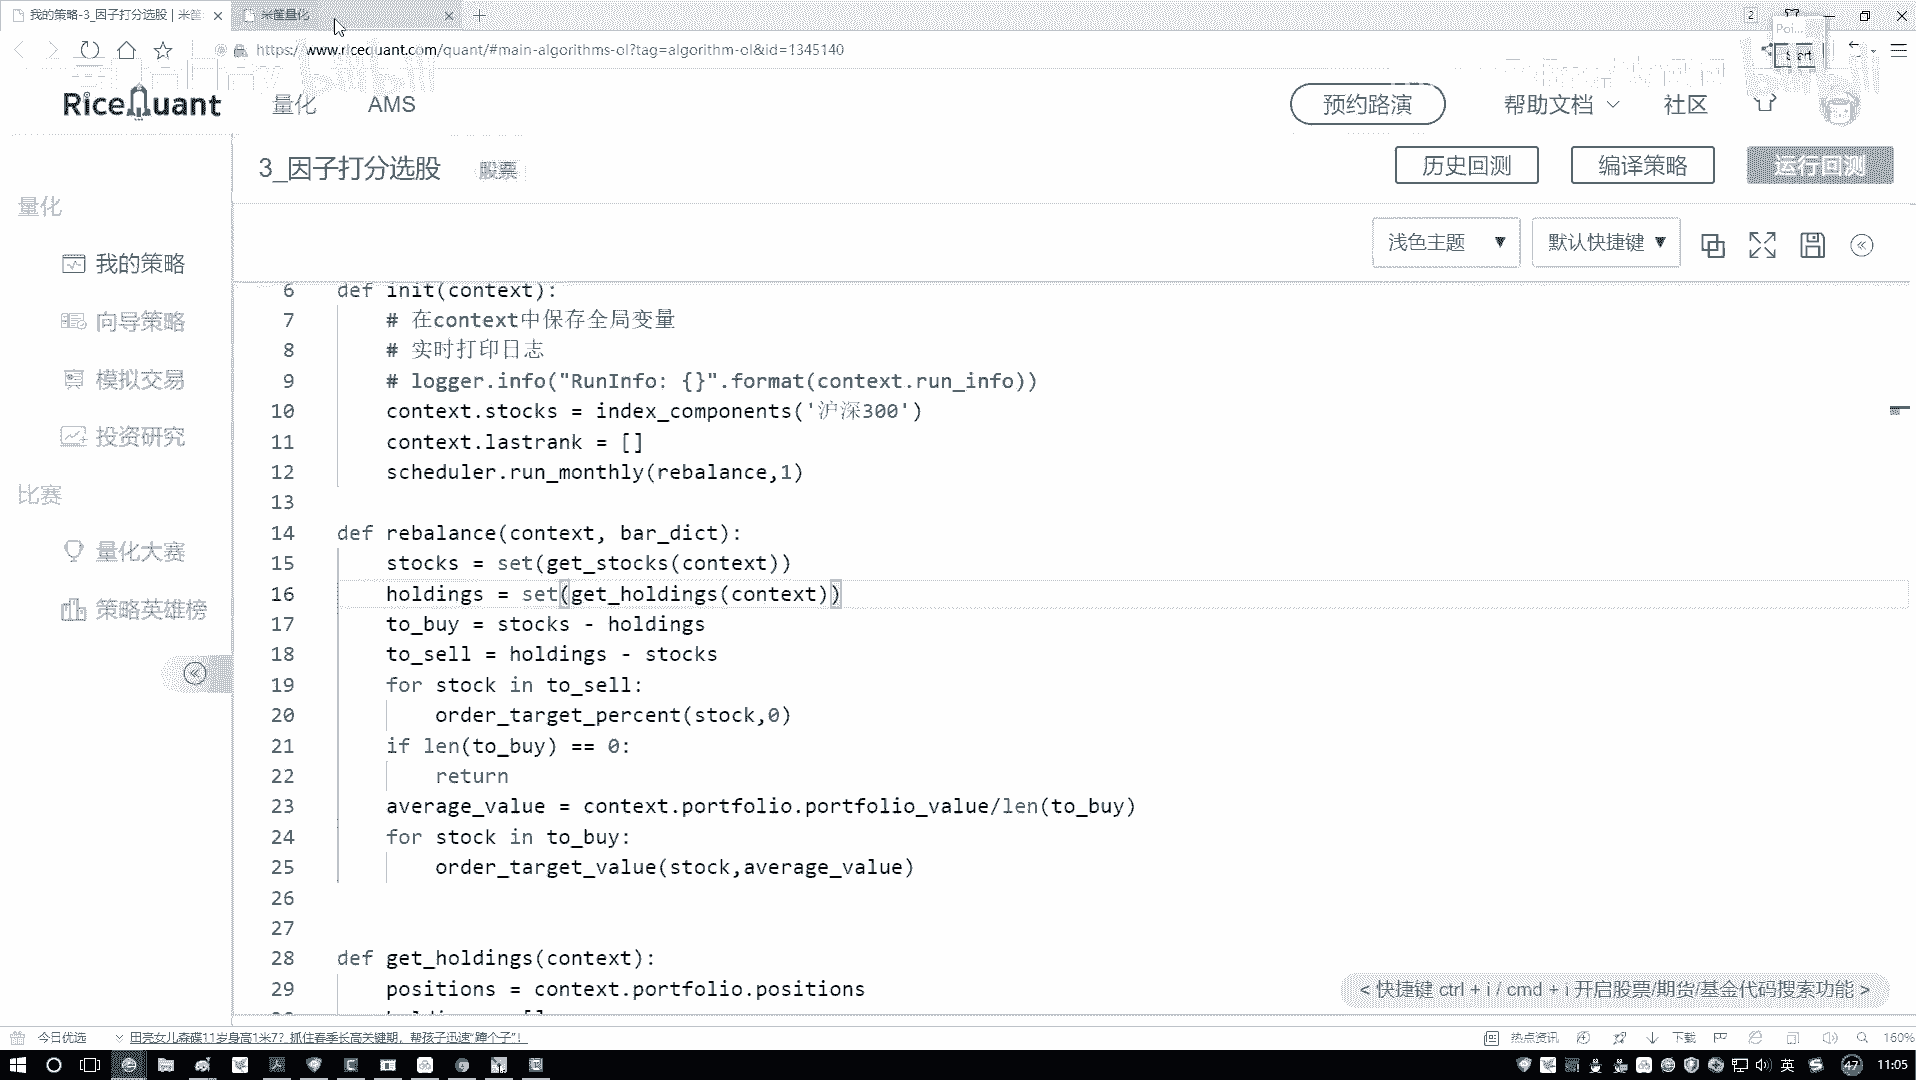 我的策略-3_因子打分选股 | 米筐
米筐量化
2
https://www.ricequant.com/quant/#main-algorithms-ol?tag=algorithm-ol&id=1345140
RiceQuant
量化
AMS
预约路演
帮助文档
社区
3_因子打分选股
股票
历史回测
编译策略
运行回测
量化
我的策略
向导策略
模拟交易
投资研究
比赛
量化大赛
策略英雄榜
浅色主题
默认快捷键
6 def init(context):
7 # 在context中保存全局变量
8 # 实时打印日志
9 # logger.info("RunInfo: {}".format(context.run_info))
10 context.stocks = index_components('沪深300')
11 context.lastrank = []
12 scheduler.run_monthly(rebalance,1)
13
14 def rebalance(context, bar_dict):
15 stocks = set(get_stocks(context))
16 holdings = set(get_holdings(context))
17 to_buy = stocks - holdings
18 to_sell = holdings - stocks
19 for stock in to_sell:
20 order_target_percent(stock,0)
21 if len(to_buy) == 0:
22 return
23 average_value = context.portfolio.portfolio_value/len(to_buy)
24 for stock in to_buy:
25 order_target_value(stock,average_value)
26
27
28 def get_holdings(context):
29 positions = context.portfolio.positions
< 快捷键 ctrl + i / cmd + i 开启股票/期货/基金代码搜索功能 >
今日优选
田亮女儿森碟11岁身高1米7？抓住春季长高关键期，帮孩子迅速“蹿个子”！
热点资讯
下载
160%
英
47
11:05